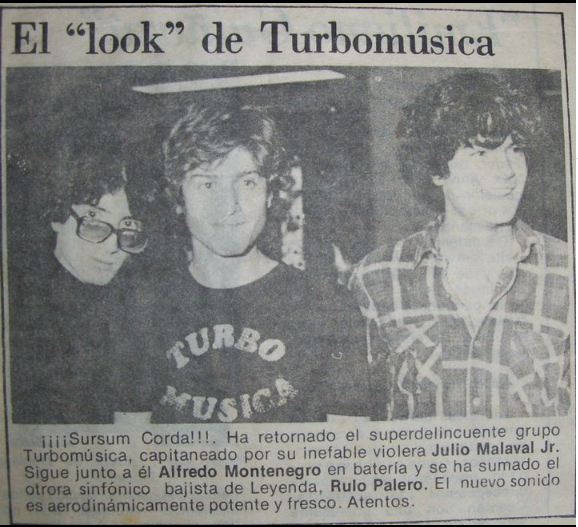 El “look” de Turbomúsica
TURBO
MUSICA
¡¡¡¡Sursum Corda!!!. Ha retornado el superdelincuente grupo
Turbomúsica, capitaneado por su inefable violera Julio Malaval Jr.
Sigue junto a él Alfredo Montenegro en batería y se ha sumado el
otrora sinfónico bajista de Leyenda, Rulo Palero. El nuevo sonido
es aerodinámicamente potente y fresco. Atentos.